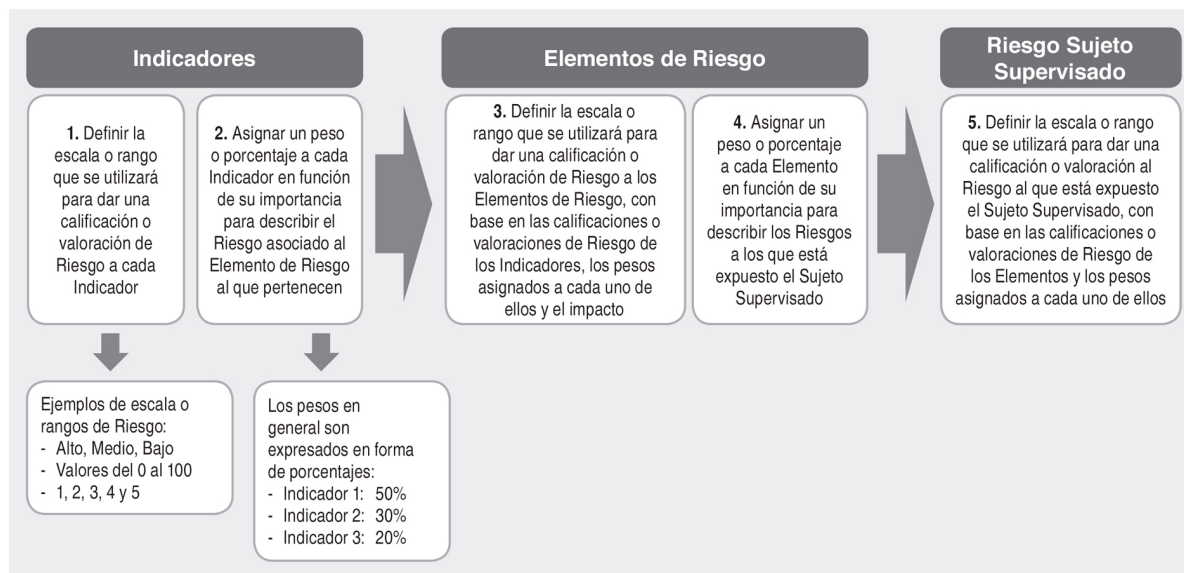 Indicadores
1. Definir la
escala o rango
que se utilizará
para dar una
calificación o
valoración de
Riesgo a cada
Indicador
2. Asignar un peso
o porcentaje a cada
Indicador en función
de su importancia
para describir el
Riesgo asociado al
Elemento de Riesgo
al que pertenecen
Ejemplos de escala o
rangos de Riesgo:
- Alto, Medio, Bajo
- Valores del 0 al 100
- 1, 2, 3, 4 y 5
Los pesos en
general son
expresados en forma
de porcentajes:
- Indicador 1: 50%
- Indicador 2: 30%
- Indicador 3: 20%
Elementos de Riesgo
3. Definir la escala o
rango que se utilizará para
dar una calificación o
valoración de Riesgo a los
Elementos de Riesgo, con
base en las calificaciones o
valoraciones de Riesgo de
los Indicadores, los pesos
asignados a cada uno de
ellos y el impacto
4. Asignar un
peso o porcentaje
a cada Elemento
en función de su
importancia para
describir los Riesgos
a los que está
expuesto el Sujeto
Supervisado
Riesgo Sujeto
Supervisado
5. Definir la escala o rango
que se utilizará para dar una
calificación o valoración al
Riesgo al que está expuesto
el Sujeto Supervisado, con
base en las calificaciones o
valoraciones de Riesgo de
los Elementos y los pesos
asignados a cada uno de ellos